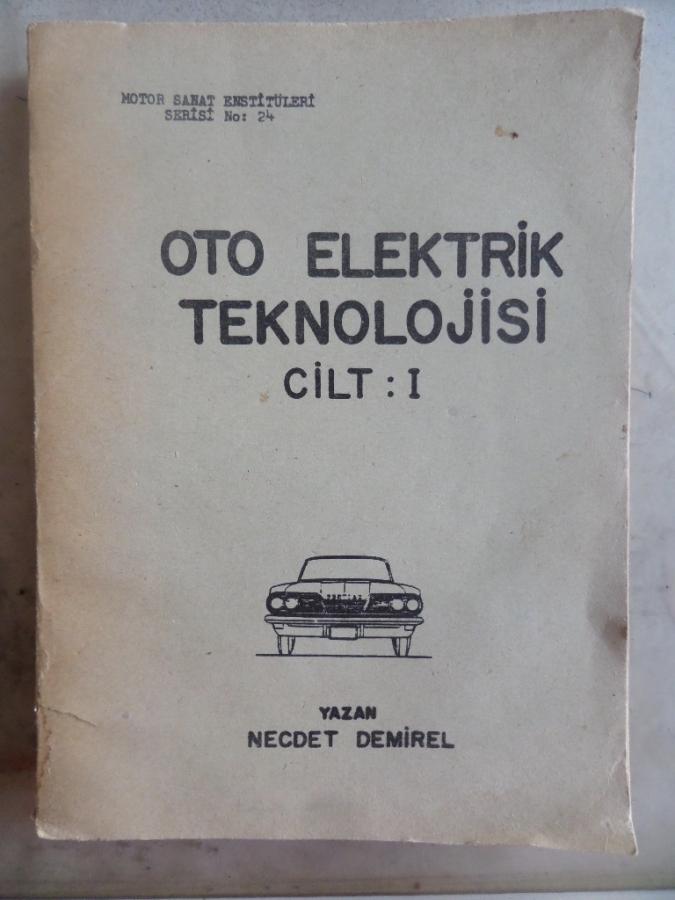 MOTOR SANAT ENSTİTÜLERİ
SERİSİ No: 24
OTO ELEKTRİK
TEKNOLOJİSİ
CİLT : I
YAZAN
NECDET DEMİREL